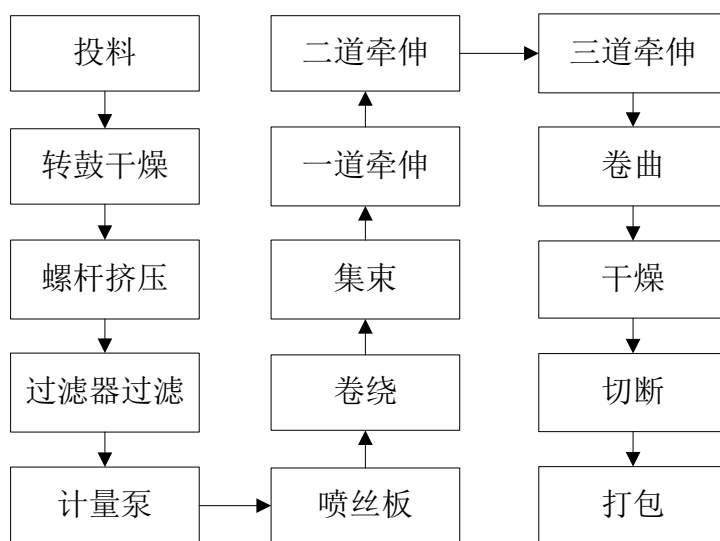 投料
转鼓干燥
螺杆挤压
过滤器过滤
计量泵
喷丝板
卷绕
集束
一道牵伸
二道牵伸
三道牵伸
卷曲
干燥
切断
打包